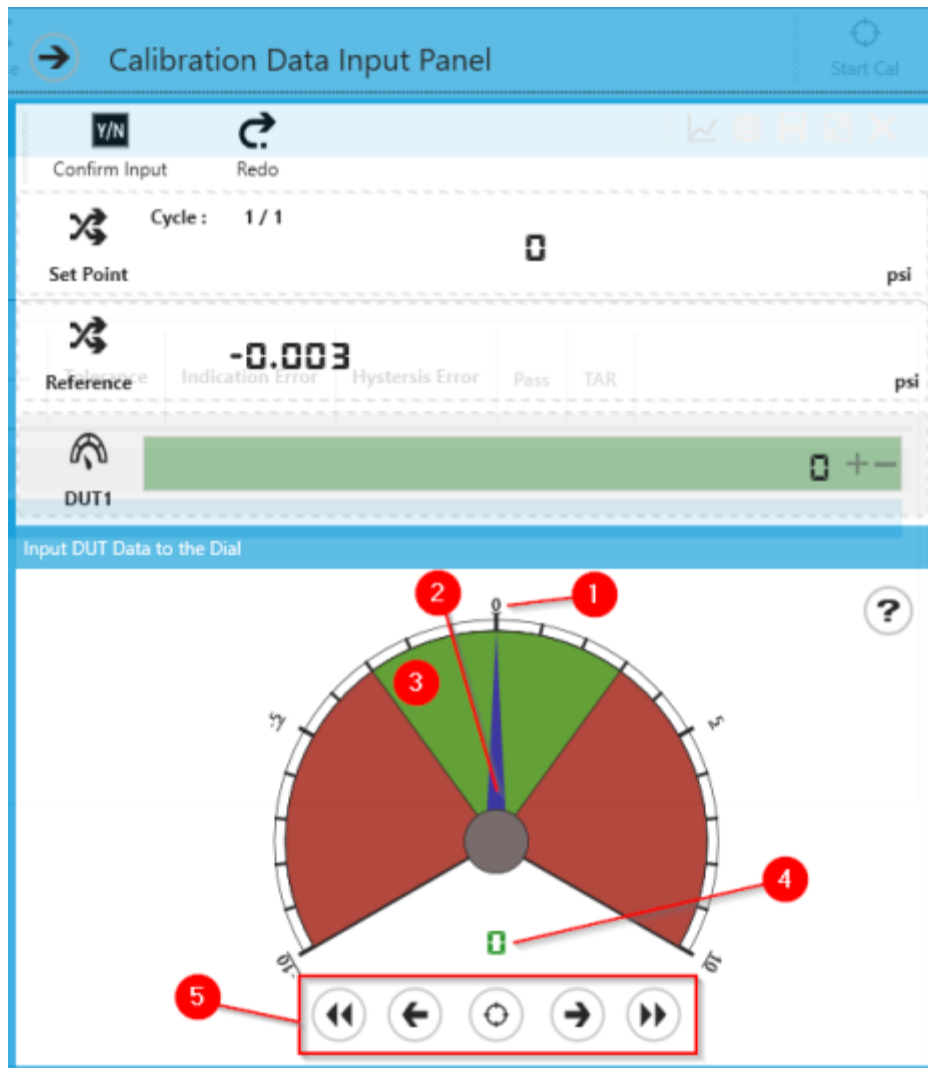 Calibration Data Input Panel
Start Cal
Y/N
Confirm Input
Redo
Cycle :
1 / 1
0
Set Point
psi
-0.003
Reference
Tolerance
Indication Error
Hystersis Error
Pass
TAR
psi
0
DUT1
Input DUT Data to the Dial
2
0
1
?
3
-5
5
4
0
-10
10
5